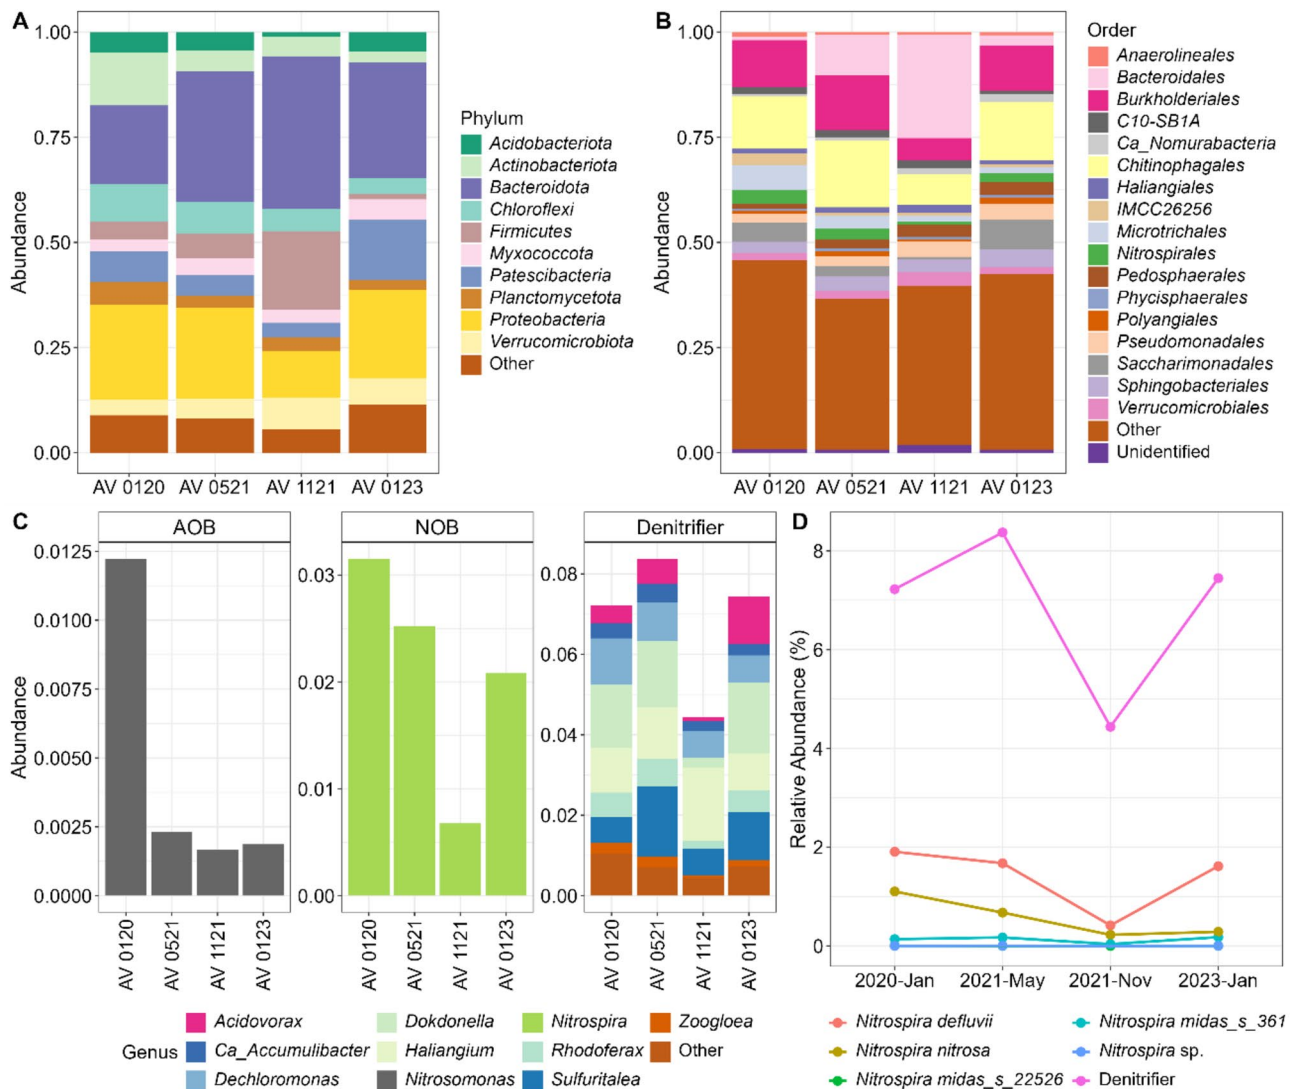 A
1.00
0.75
0.50
0.25
0.00
Abundance
AV 0120 AV 0521 AV 1121 AV 0123
Phylum
Acidobacteriota
Actinobacteriota
Bacteroidota
Chloroflexi
Firmicutes
Myxococcota
Patescibacteria
Planctomycetota
Proteobacteria
Verrucomicrobiota
Other
B
1.00
0.75
0.50
0.25
0.00
Abundance
AV 0120 AV 0521 AV 1121 AV 0123
Order
Anaerolineales
Bacteroidales
Burkholderiales
C10-SB1A
Ca_Nomurabacteria
Chitinophagales
Haliangiales
IMCC26256
Microtrichales
Nitrospirales
Pedosphaerales
Phycisphaerales
Polyangiales
Pseudomonadales
Saccharimonadales
Sphingobacteriales
Verrucomicrobiales
Other
Unidentified
C
AOB
0.0125
0.0100
0.0075
0.0050
0.0025
0.0000
Abundance
AV 0120
AV 0521
AV 1121
AV 0123
NOB
0.03
0.02
0.01
0.00
AV 0120
AV 0521
AV 1121
AV 0123
Denitrifier
0.08
0.06
0.04
0.02
0.00
AV 0120
AV 0521
AV 1121
AV 0123
Genus
Acidovorax
Ca_Accumulibacter
Dechloromonas
Dokdonella
Haliangium
Nitrosomonas
Nitrospira
Rhodoferax
Sulfuritalea
Zoogloea
Other
D
8
6
4
2
0
Relative Abundance (%)
2020-Jan 2021-May 2021-Nov 2023-Jan
Nitrospira defluvii
Nitrospira nitrosa
Nitrospira midas_s_22526
Nitrospira midas_s_361
Nitrospira sp.
Denitrifier